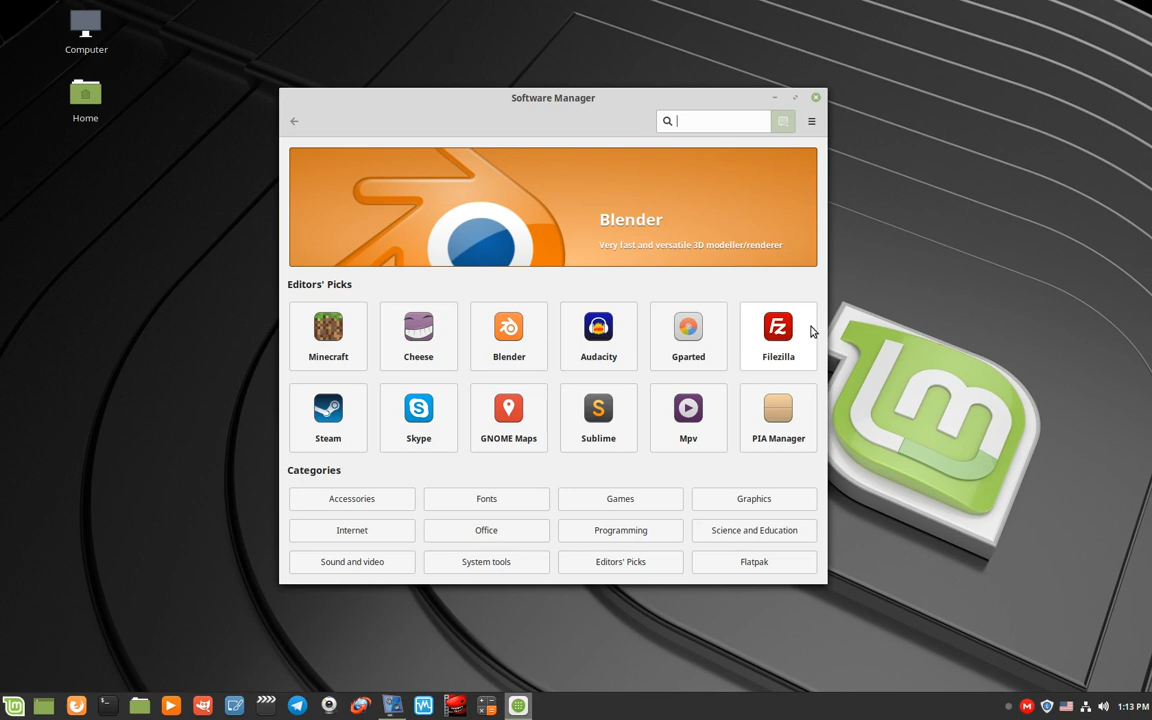 Computer
Home
Software Manager
Blender
Very fast and versatile 3D modeller/renderer
Editors' Picks
Minecraft
Cheese
Blender
Audacity
Gparted
Filezilla
Steam
Skype
GNOME Maps
Sublime
Mpv
PIA Manager
Categories
Accessories
Fonts
Games
Graphics
Internet
Office
Programming
Science and Education
Sound and video
System tools
Editors' Picks
Flatpak
1:13 PM